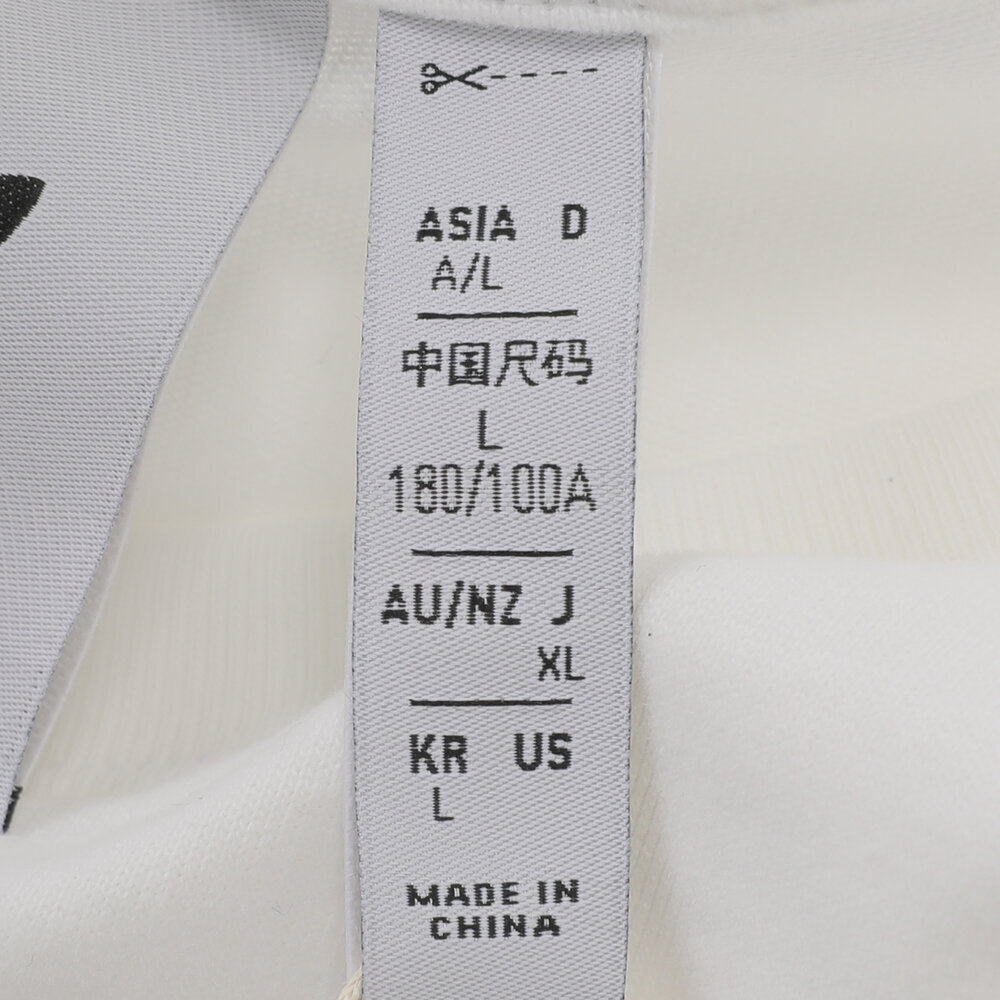 ASIA D
A/L
中国尺码
L
180/100A
AU/NZ J
XL
KR US
L
MADE IN
CHINA